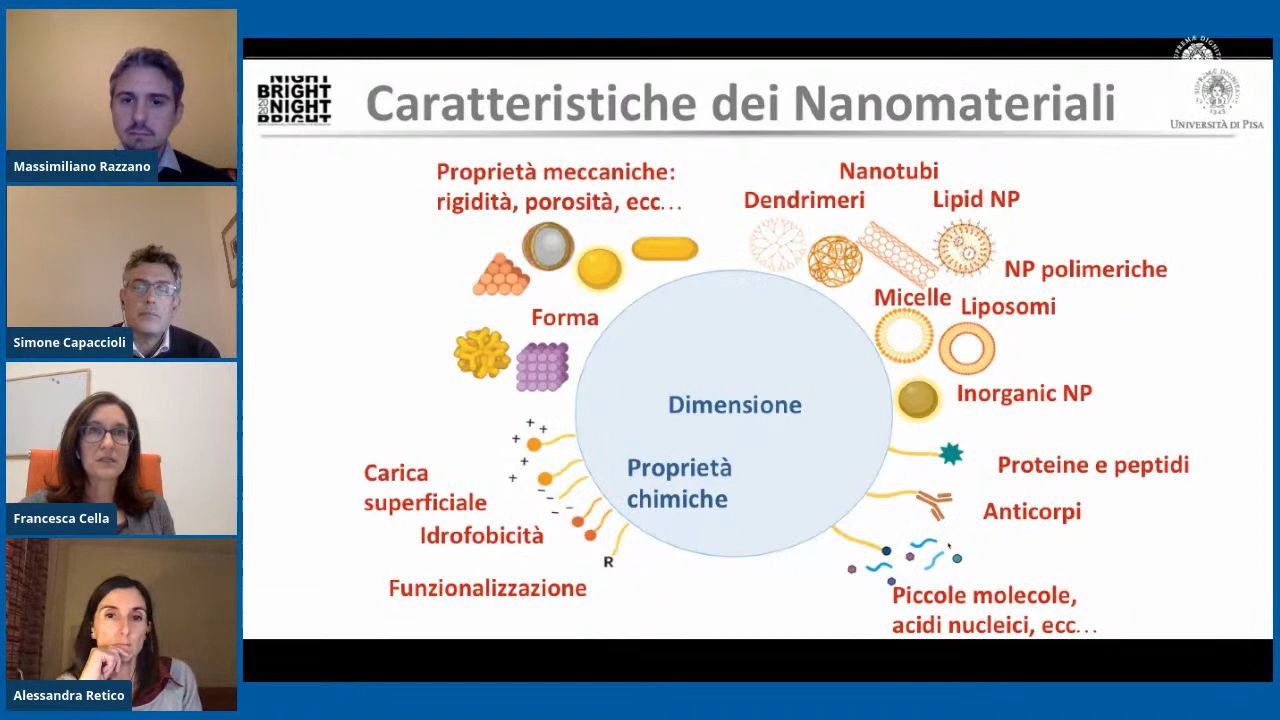 Massimiliano Razzano
Simone Capaccioli
Francesca Cella
Alessandra Retico
NIGHT
BRIGHT
NIGHT
BRIGHT
Caratteristiche dei Nanomateriali
UNIVERSITÀ DI PISA
Proprietà meccaniche:
rigidità, porosità, ecc...
Nanotubi
Dendrimeri
Lipid NP
NP polimeriche
Forma
Micelle
Liposomi
Inorganic NP
Dimensione
Proprietà
chimiche
Carica
superficiale
Idrofobicità
R
Funzionalizzazione
Proteine e peptidi
Anticorpi
Piccole molecole,
acidi nucleici, ecc...